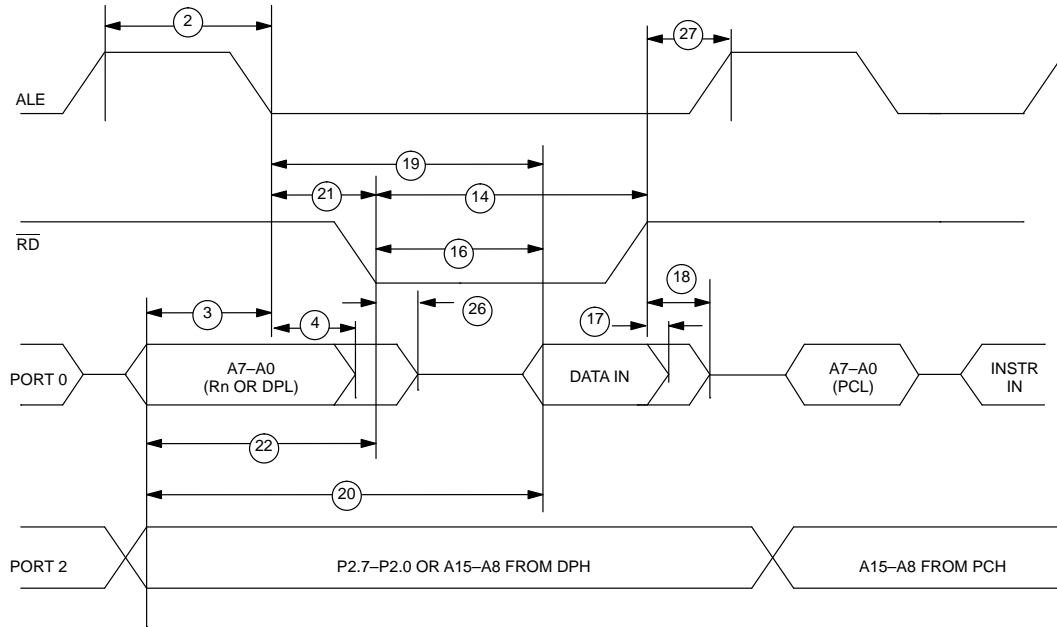 2
27
ALE
19
21
14
RD
16
18
3
4
26
17
PORT 0
A7–A0
(Rn OR DPL)
DATA IN
A7–A0
(PCL)
INSTR
IN
22
20
PORT 2
P2.7–P2.0 OR A15–A8 FROM DPH
A15–A8 FROM PCH